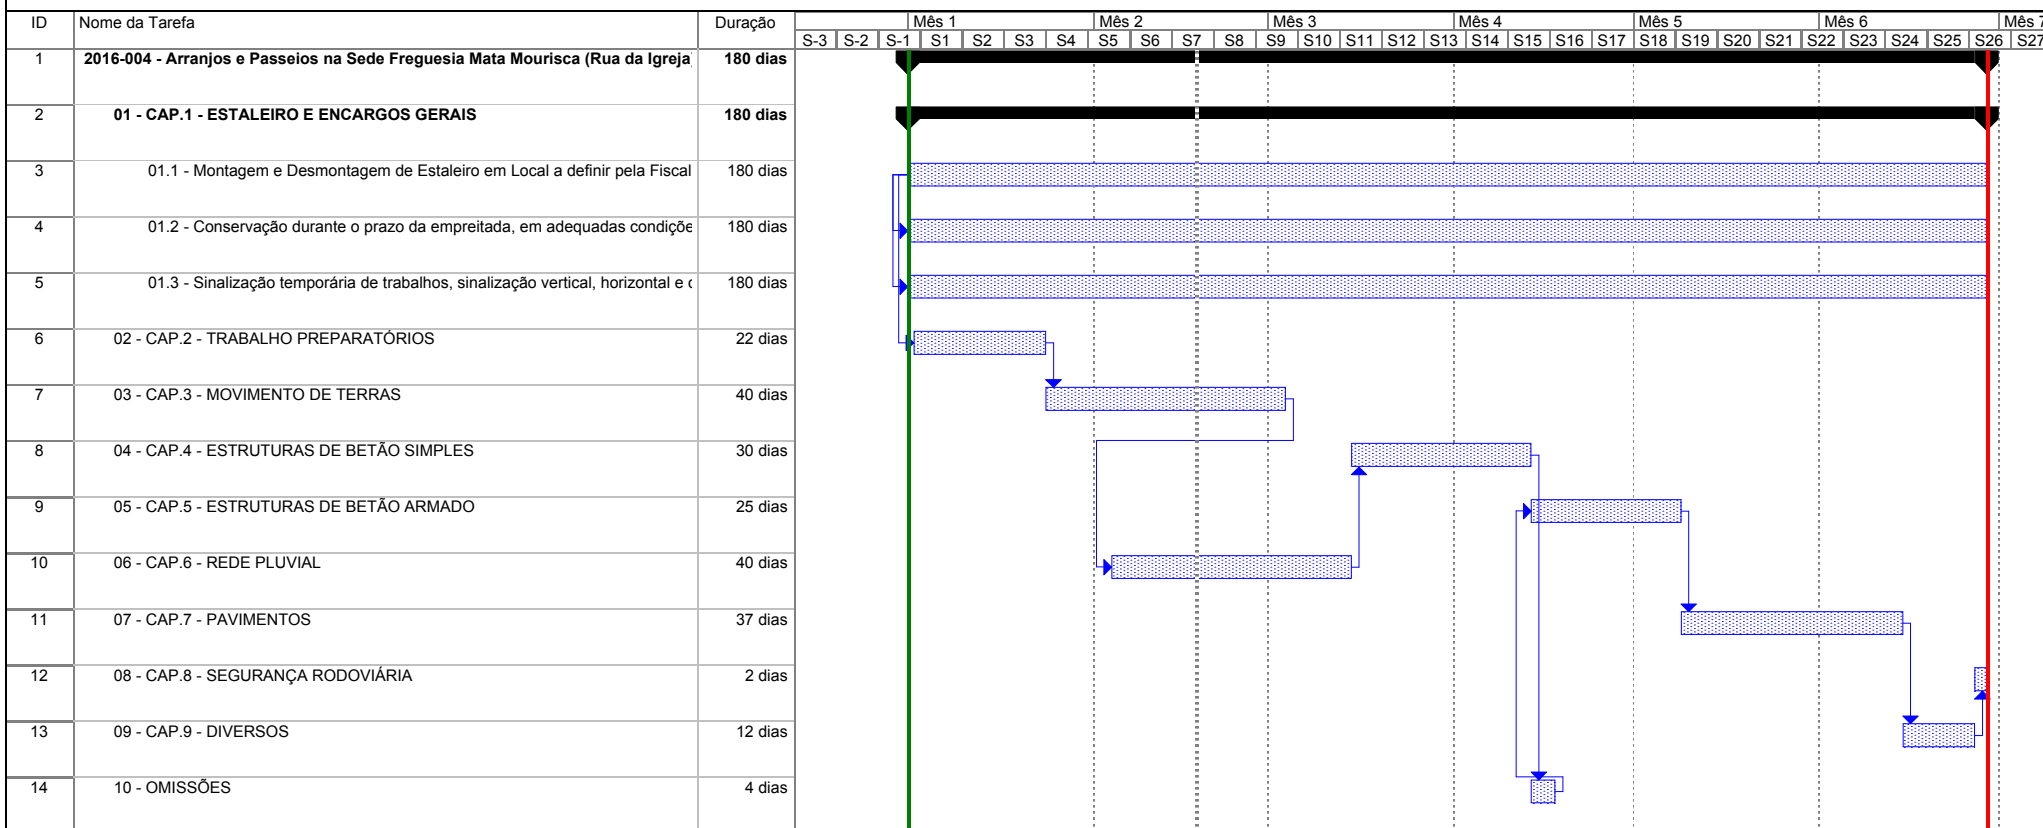 ID Nome da Tarefa Duração Mês 1 Mês 2 Mês 3 Mês 4 Mês 5 Mês 6 Mês 7
S-3 S-2 S-1 S1 S2 S3 S4 S5 S6 S7 S8 S9 S10 S11 S12 S13 S14 S15 S16 S17 S18 S19 S20 S21 S22 S23 S24 S25 S26 S27
1 2016-004 - Arranjos e Passeios na Sede Freguesia Mata Mourisca (Rua da Igreja) 180 dias
2 01 - CAP.1 - ESTALEIRO E ENCARGOS GERAIS 180 dias
3 01.1 - Montagem e Desmontagem de Estaleiro em Local a definir pela Fiscal 180 dias
4 01.2 - Conservação durante o prazo da empreitada, em adequadas condiçõe 180 dias
5 01.3 - Sinalização temporária de trabalhos, sinalização vertical, horizontal e 180 dias
6 02 - CAP.2 - TRABALHO PREPARATÓRIOS 22 dias
7 03 - CAP.3 - MOVIMENTO DE TERRAS 40 dias
8 04 - CAP.4 - ESTRUTURAS DE BETÃO SIMPLES 30 dias
9 05 - CAP.5 - ESTRUTURAS DE BETÃO ARMADO 25 dias
10 06 - CAP.6 - REDE PLUVIAL 40 dias
11 07 - CAP.7 - PAVIMENTOS 37 dias
12 08 - CAP.8 - SEGURANÇA RODOVIÁRIA 2 dias
13 09 - CAP.9 - DIVERSOS 12 dias
14 10 - OMISSÕES 4 dias